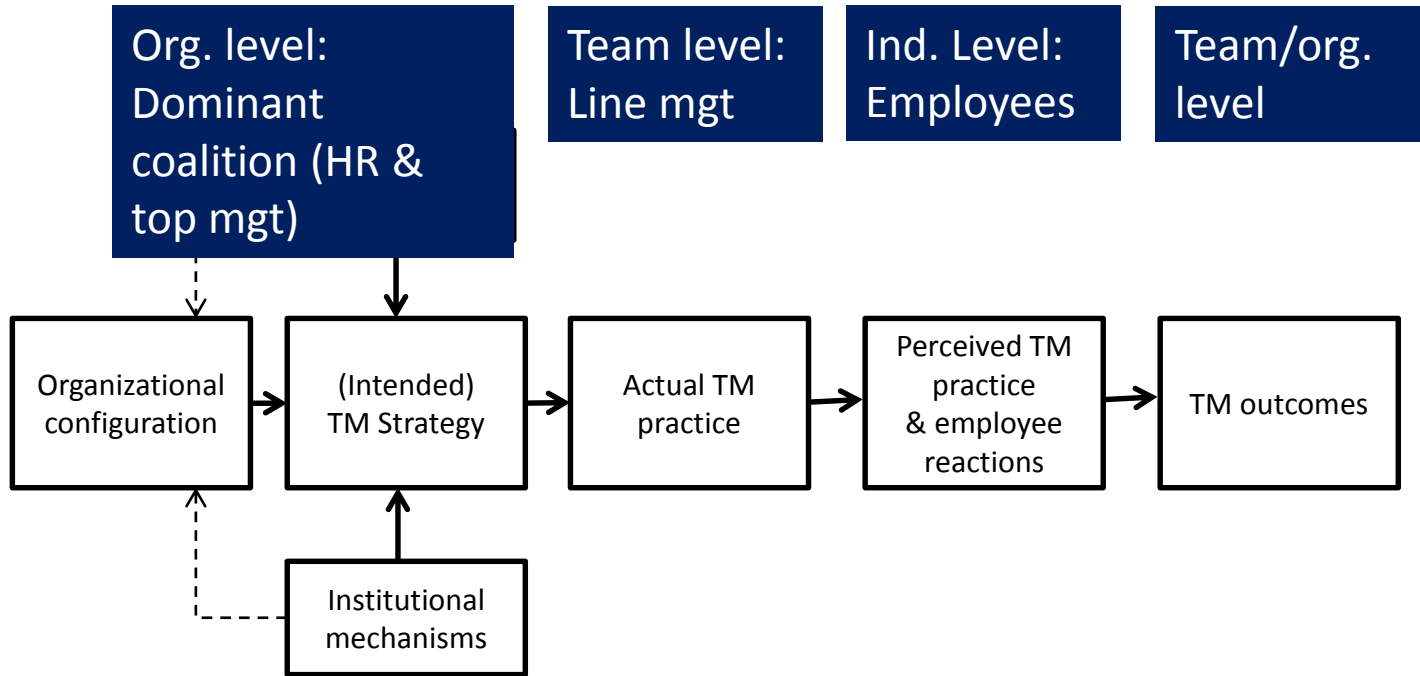 Org. level:
Dominant
coalition (HR &
top mgt)
Team level:
Line mgt
Ind. Level:
Employees
Team/org.
level
Organizational
configuration
(Intended)
TM Strategy
Actual TM
practice
Perceived TM
practice
& employee
reactions
TM outcomes
Institutional
mechanisms